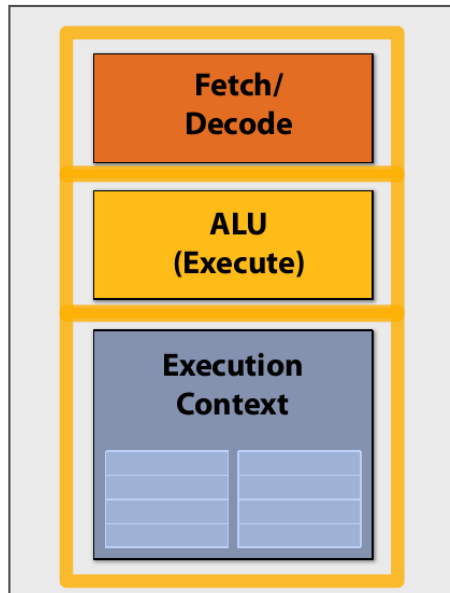 Fetch/
Decode
ALU
(Execute)
Execution
Context